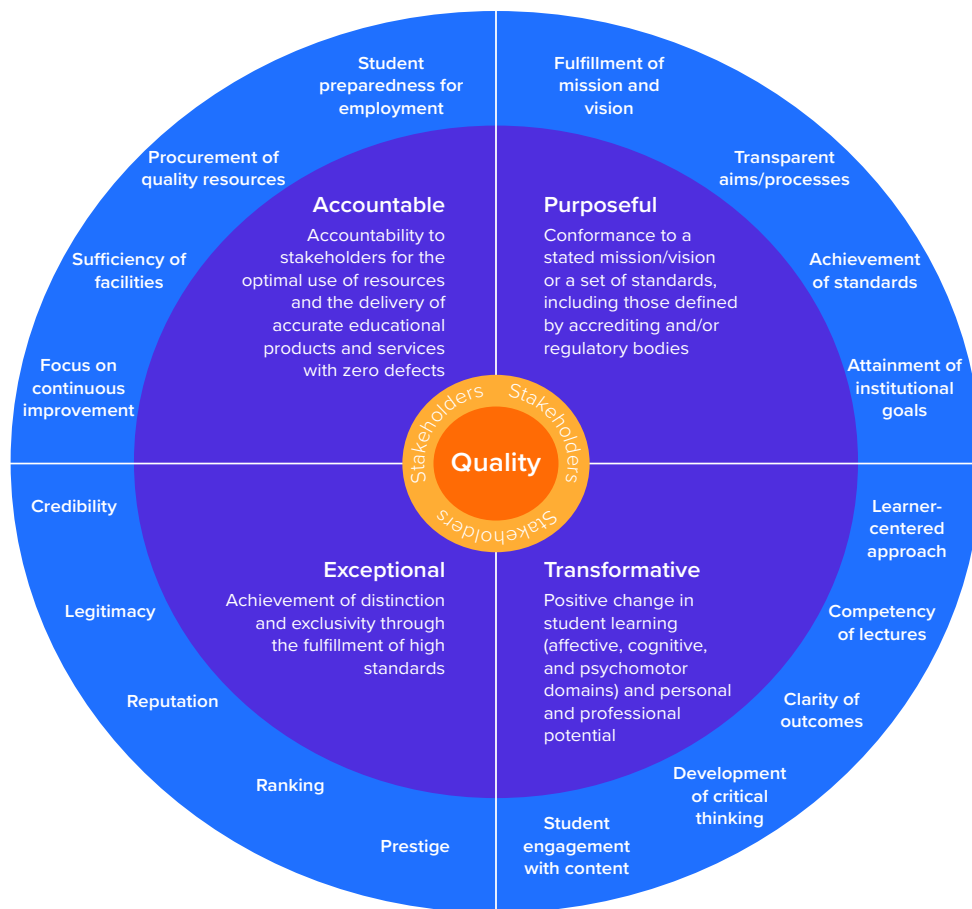 Student
preparedness for
employment
Procurement of
quality resources
Sufficiency of
facilities
Focus on
continuous
improvement
Accountable
Accountability to
stakeholders for the
optimal use of resources
and the delivery of
accurate educational
products and services
with zero defects
Fulfillment of
mission and
vision
Transparent
aims/processes
Achievement
of standards
Attainment of
institutional
goals
Purposeful
Conformance to a
stated mission/vision
or a set of standards,
including those defined
by accrediting and/or
regulatory bodies
Stakeholders
Stakeholders
Stakeholders
Quality
Credibility
Legitimacy
Reputation
Ranking
Prestige
Exceptional
Achievement of distinction
and exclusivity through
the fulfillment of high
standards
Transformative
Positive change in
student learning
(affective, cognitive,
and psychomotor
domains) and personal
and professional
potential
Learner-
centered
approach
Competency
of lectures
Clarity of
outcomes
Development
of critical
thinking
Student
engagement
with content